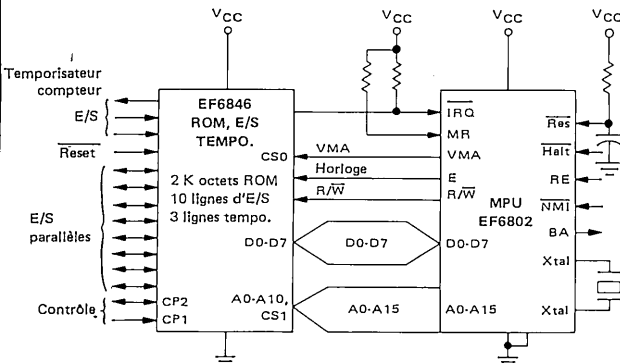 VCC
VCC
VCC
VCC
Temporisateur
compteur
E/S
Reset
E/S
parallèles
Contrôle
EF6846
ROM, E/S
TEMPO.
CS0
2 K octets ROM
10 lignes d'E/S
3 lignes tempo.
D0-D7
A0-A10,
CS1
CP2
CP1
VMA
Horloge
R/W
D0-D7
A0-A15
IRQ
MR
VMA
E
R/W
MPU
EF6802
D0-D7
A0-A15
Res
Halt
RE
NMI
BA
Xtal
Xtal